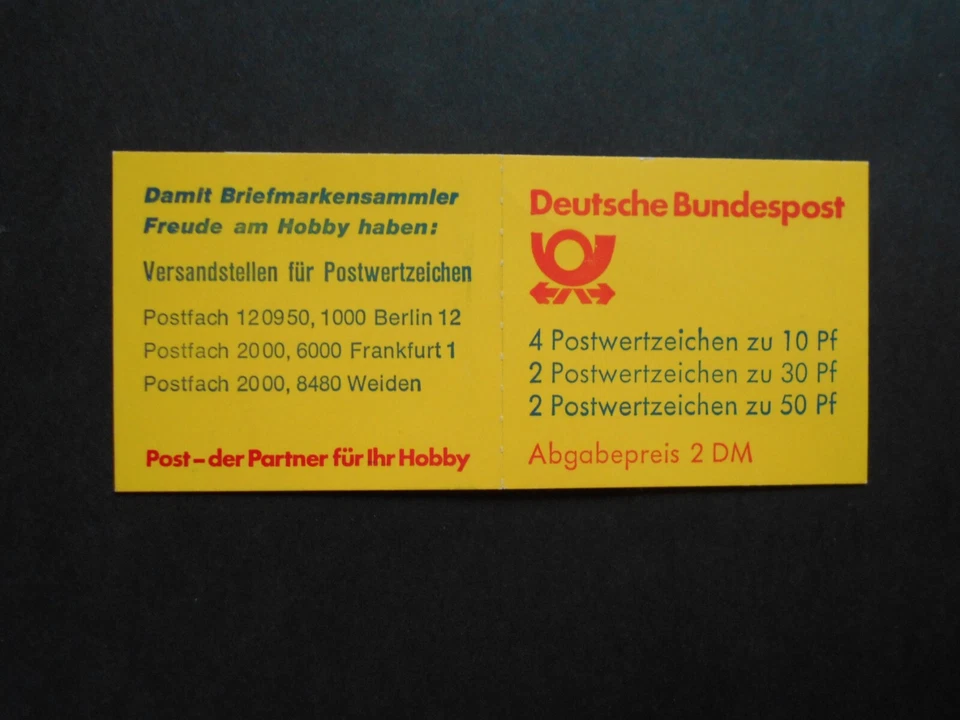 Damit Briefmarkensammler
Freude am Hobby haben:
Versandstellen für Postwertzeichen
Postfach 120950, 1000 Berlin 12
Postfach 2000, 6000 Frankfurt 1
Postfach 2000, 8480 Weiden
Post – der Partner für Ihr Hobby
Deutsche Bundespost
4 Postwertzeichen zu 10 Pf
2 Postwertzeichen zu 30 Pf
2 Postwertzeichen zu 50 Pf
Abgabepreis 2 DM